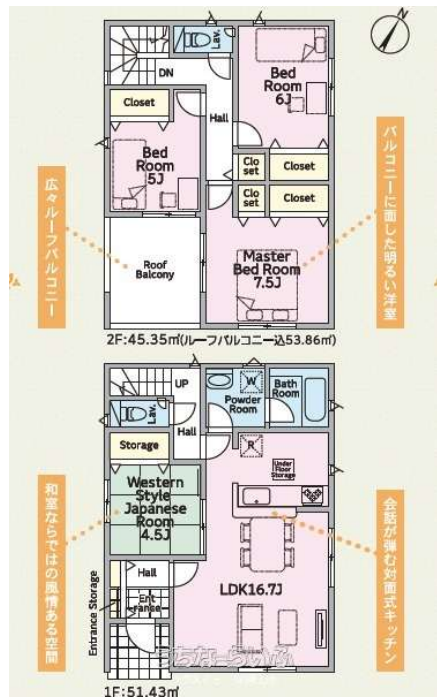 N
Lav.
DN
Bed
Room
6J
Closet
Hall
Bed
Room
5J
Clo
set
Closet
Clo
set
Closet
Roof
Balcony
Master
Bed Room
7.5J
広々ルーフバルコニー
バルコニーに面した明るい洋室
2F:45.35㎡(ルーフバルコニー込53.86㎡)
UP
Lav.
Hall
W
Powder
Room
Bath
Room
Storage
R
Under
Floor
Storage
Western
Style
Japanese
Room
4.5J
Hall
Ent
rance
Entrance Storage
LDK16.7J
和室ならではの風情ある空間
会話が弾む対面式キッチン
1F:51.43㎡